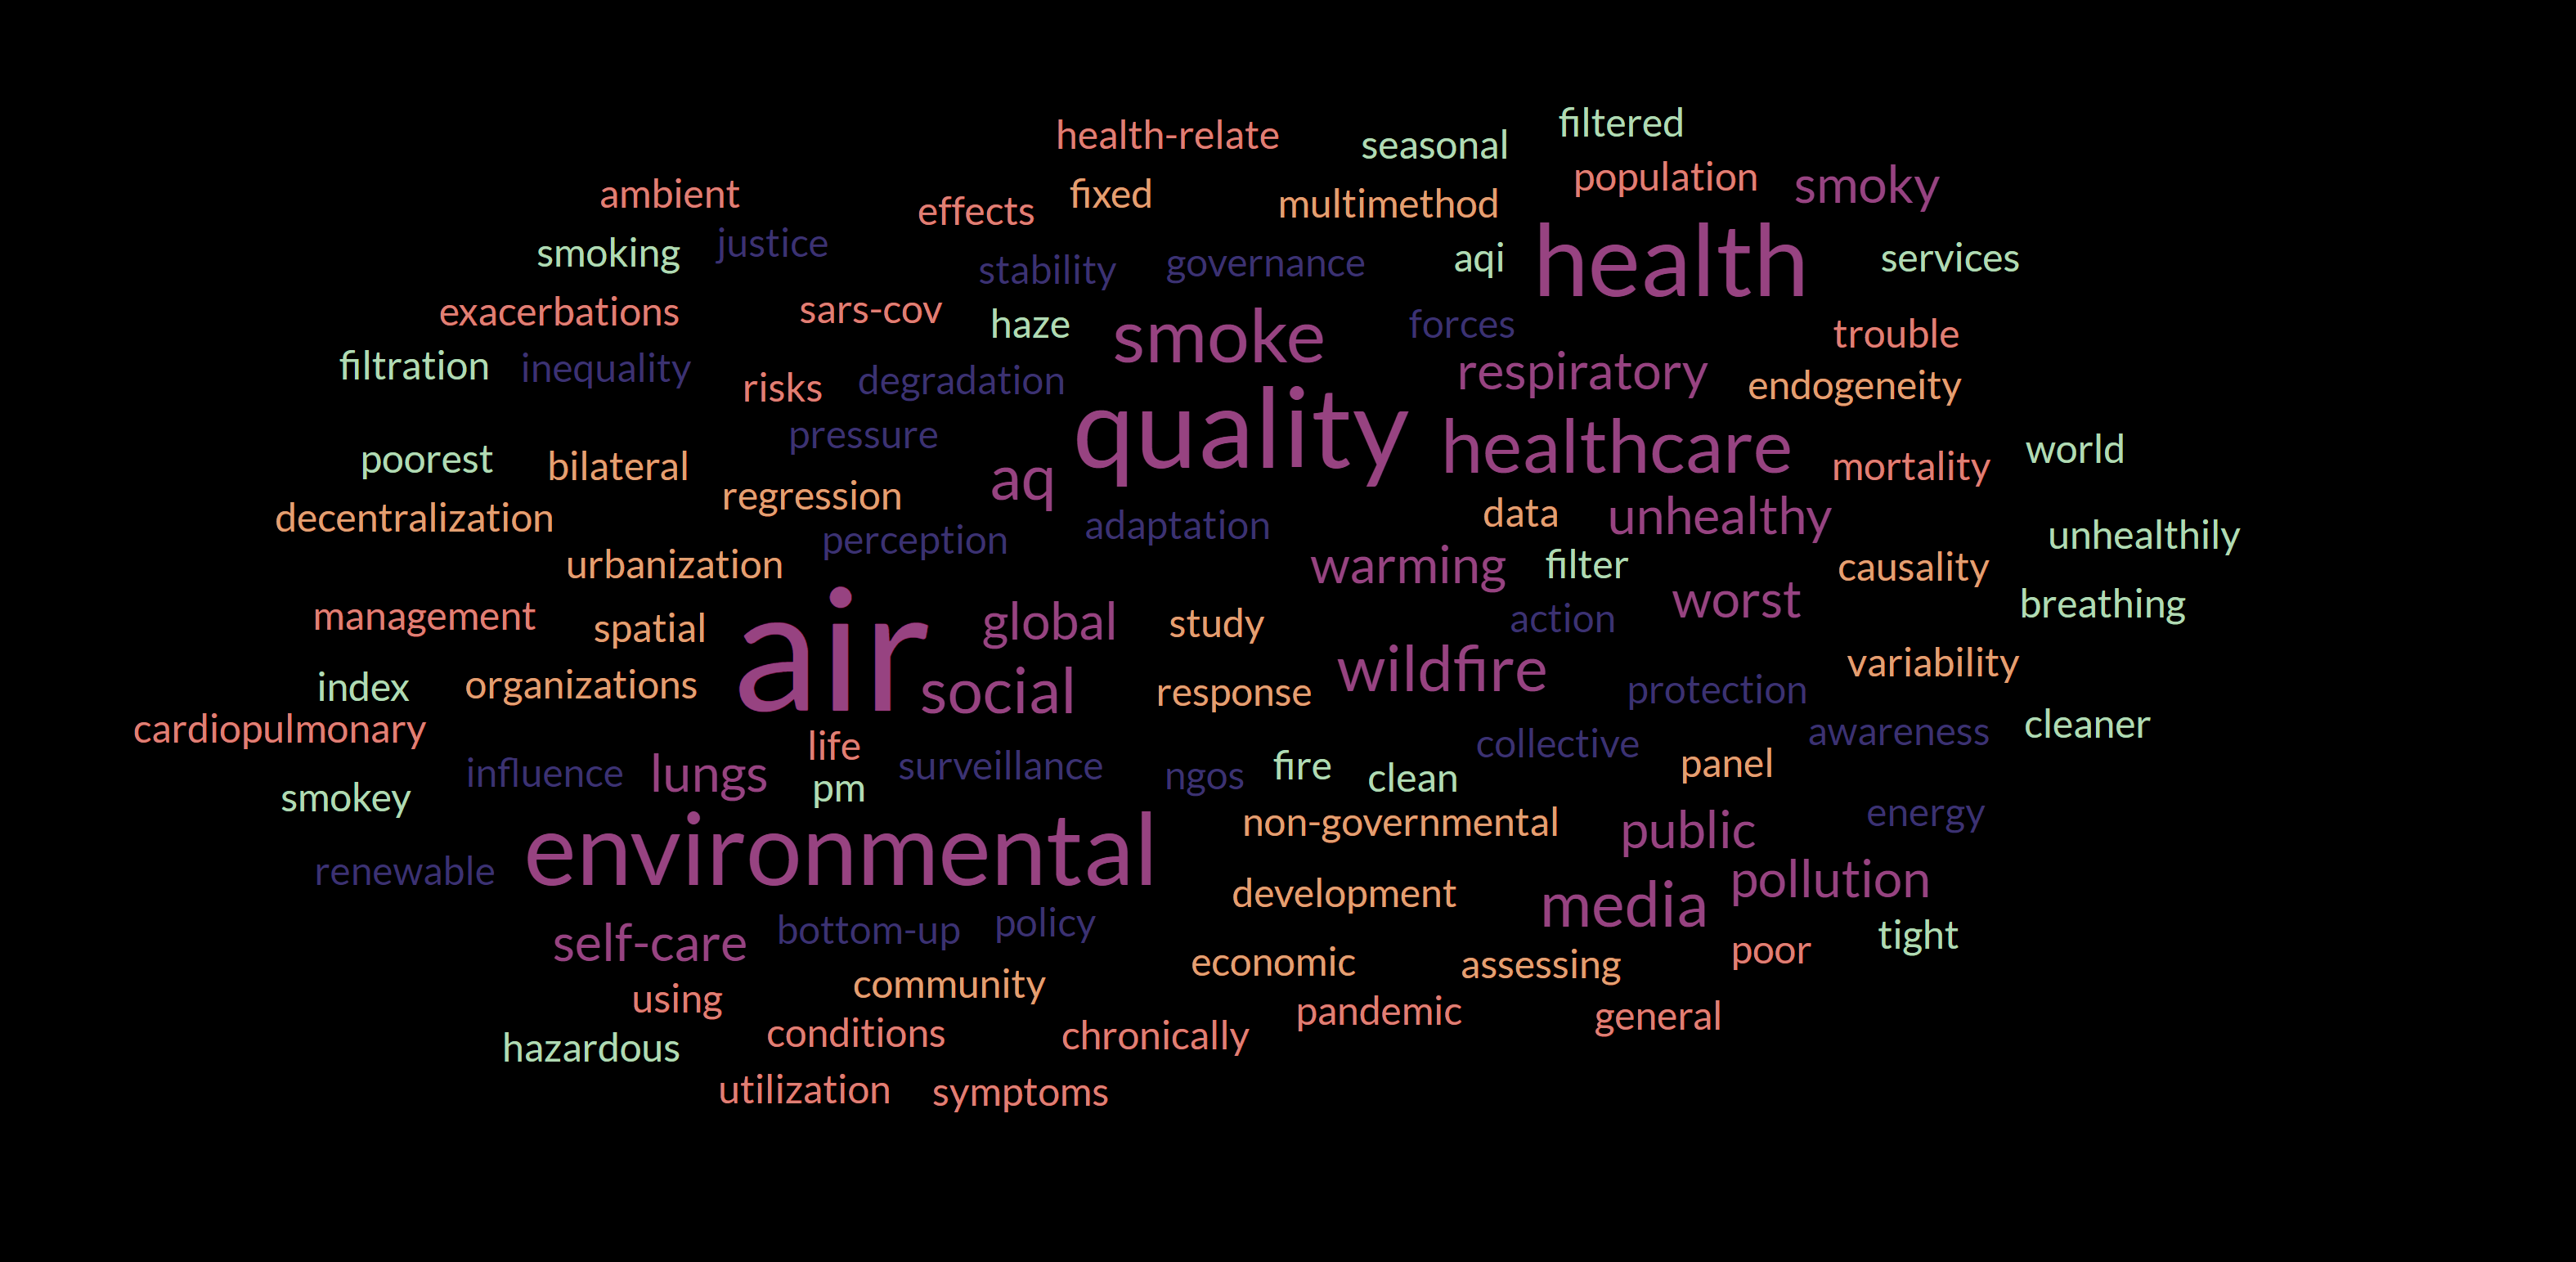 filtered
health-relate
seasonal
population
smoky
ambient
effects
fixed
multimethod
smoking
justice
stability
governance
aqi
health
services
exacerbations
sars-cov
haze
smoke
forces
trouble
filtration
inequality
risks
degradation
respiratory
endogeneity
pressure
quality
healthcare
world
poorest
bilateral
regression
aq
mortality
decentralization
perception
adaptation
data
unhealthy
unhealthily
urbanization
warming
filter
causality
management
spatial
air
global
study
action
worst
breathing
index
organizations
social
response
wildfire
protection
variability
cardiopulmonary
life
collective
awareness
cleaner
smokey
influence
lungs
pm
surveillance
ngos
fire
clean
panel
environmental
non-governmental
public
energy
renewable
development
media
pollution
self-care
bottom-up
policy
tight
community
economic
assessing
poor
using
conditions
chronically
pandemic
general
hazardous
utilization
symptoms